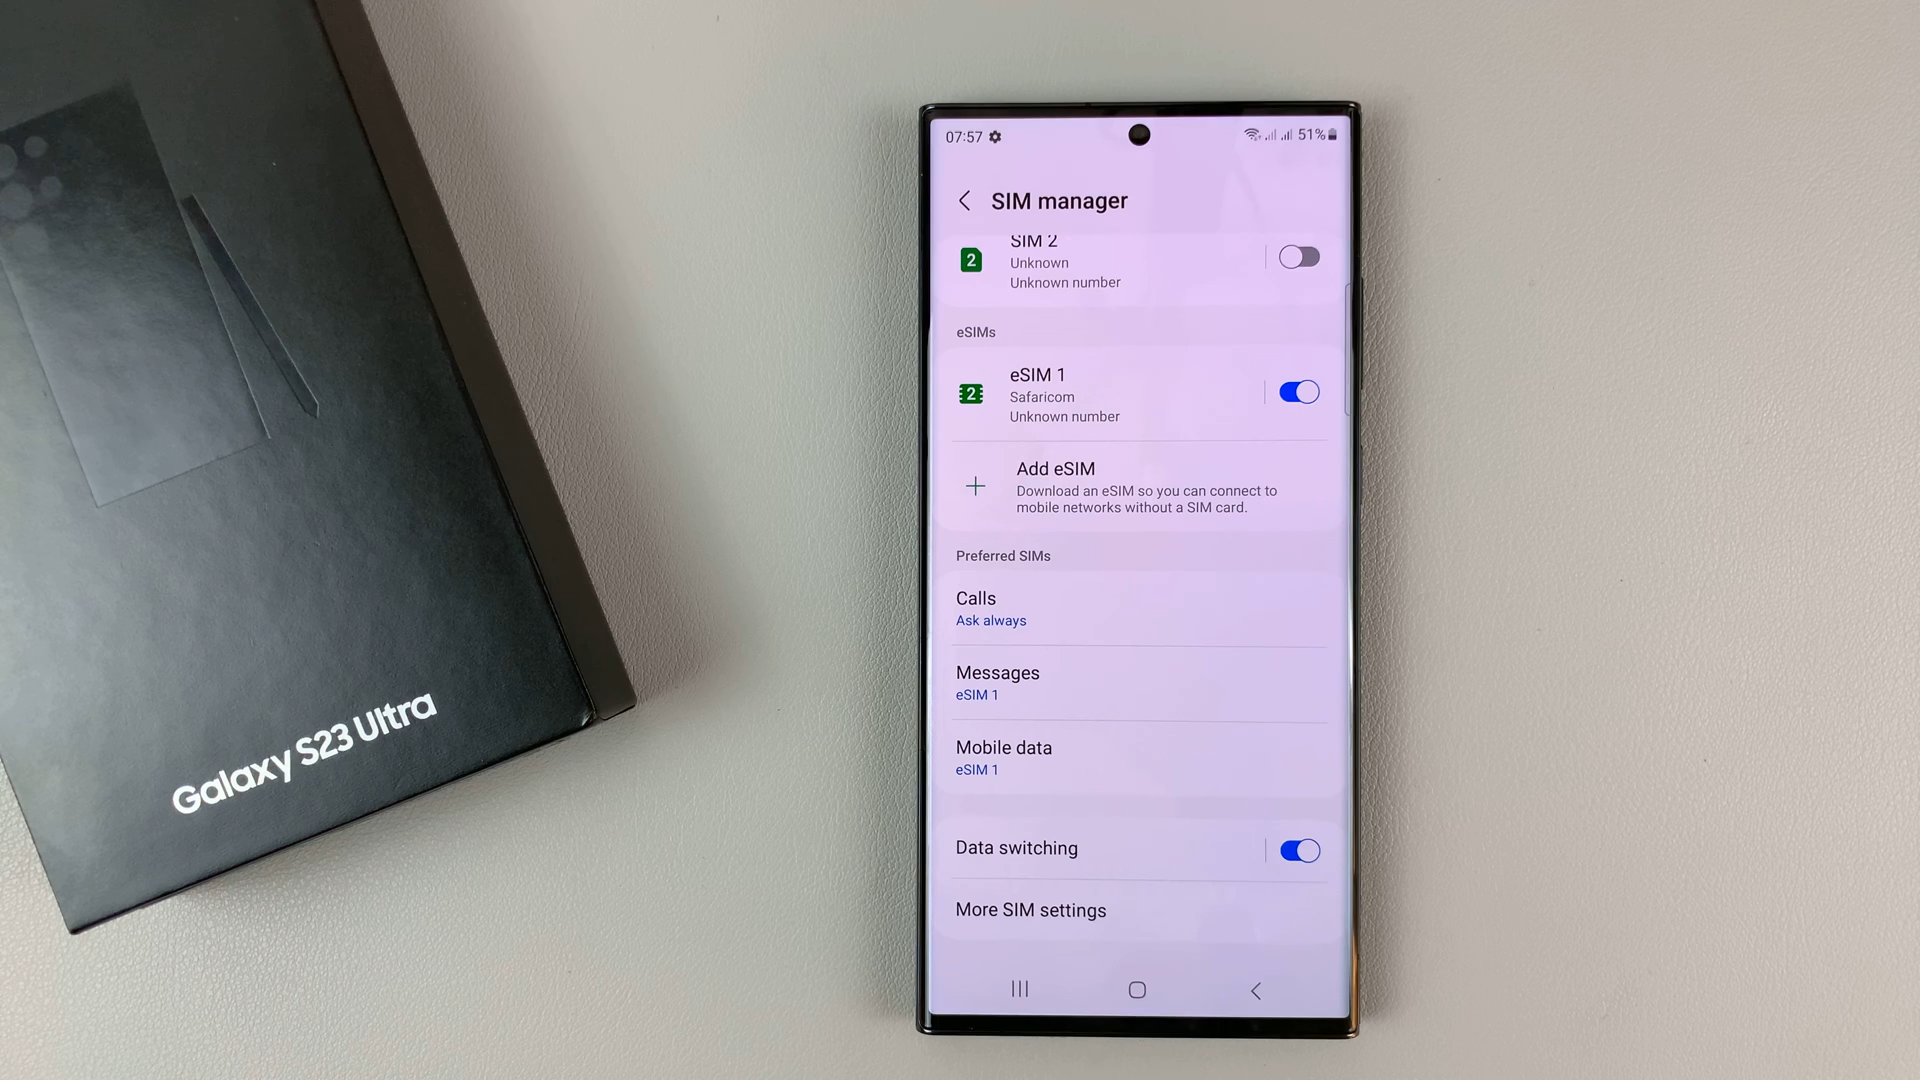 Galaxy S23 Ultra
07:57
51%
SIM manager
SIM 2
2
Unknown
Unknown number
eSIMs
eSIM 1
2
Safaricom
Unknown number
Add eSIM
Download an eSIM so you can connect to
mobile networks without a SIM card.
Preferred SIMs
Calls
Ask always
Messages
eSIM 1
Mobile data
eSIM 1
Data switching
More SIM settings